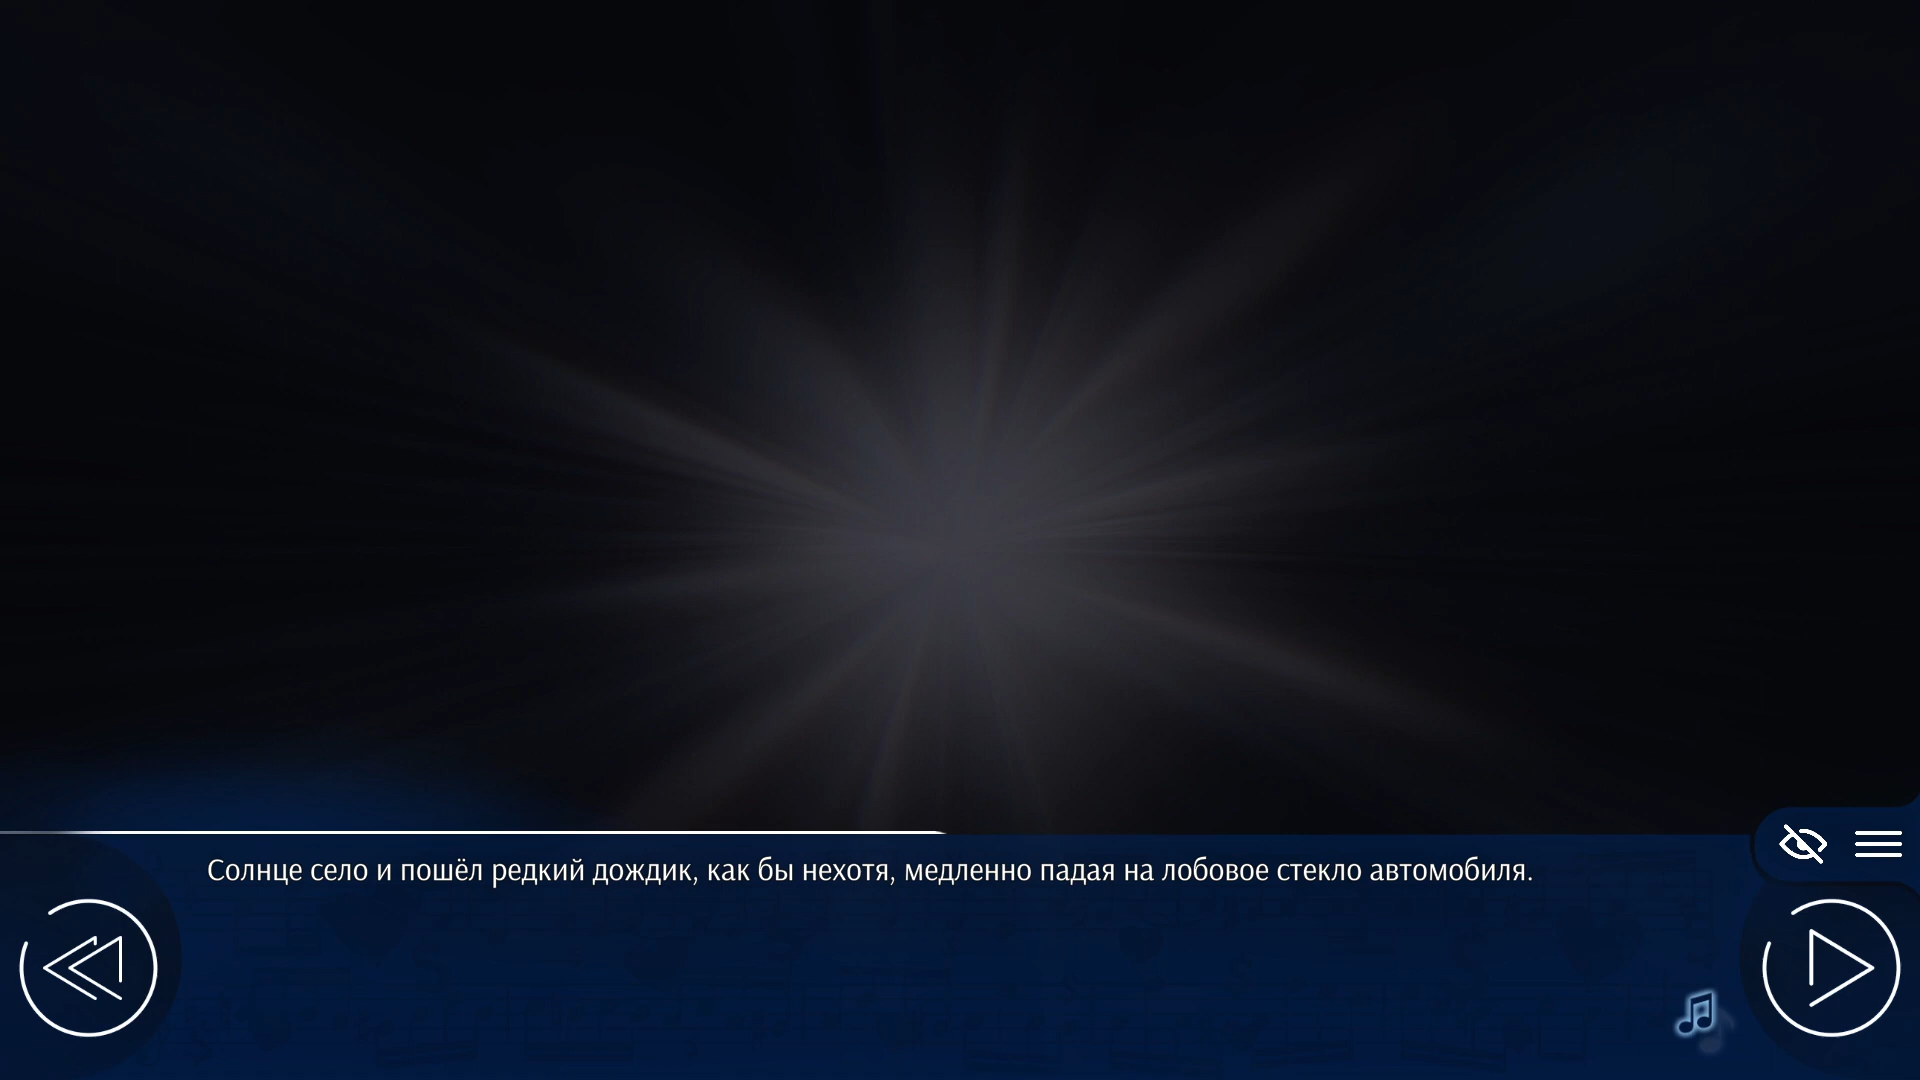 Солнце село и пошёл редкий дождик, как бы нехотя, медленно падая на лобовое стекло автомобиля.